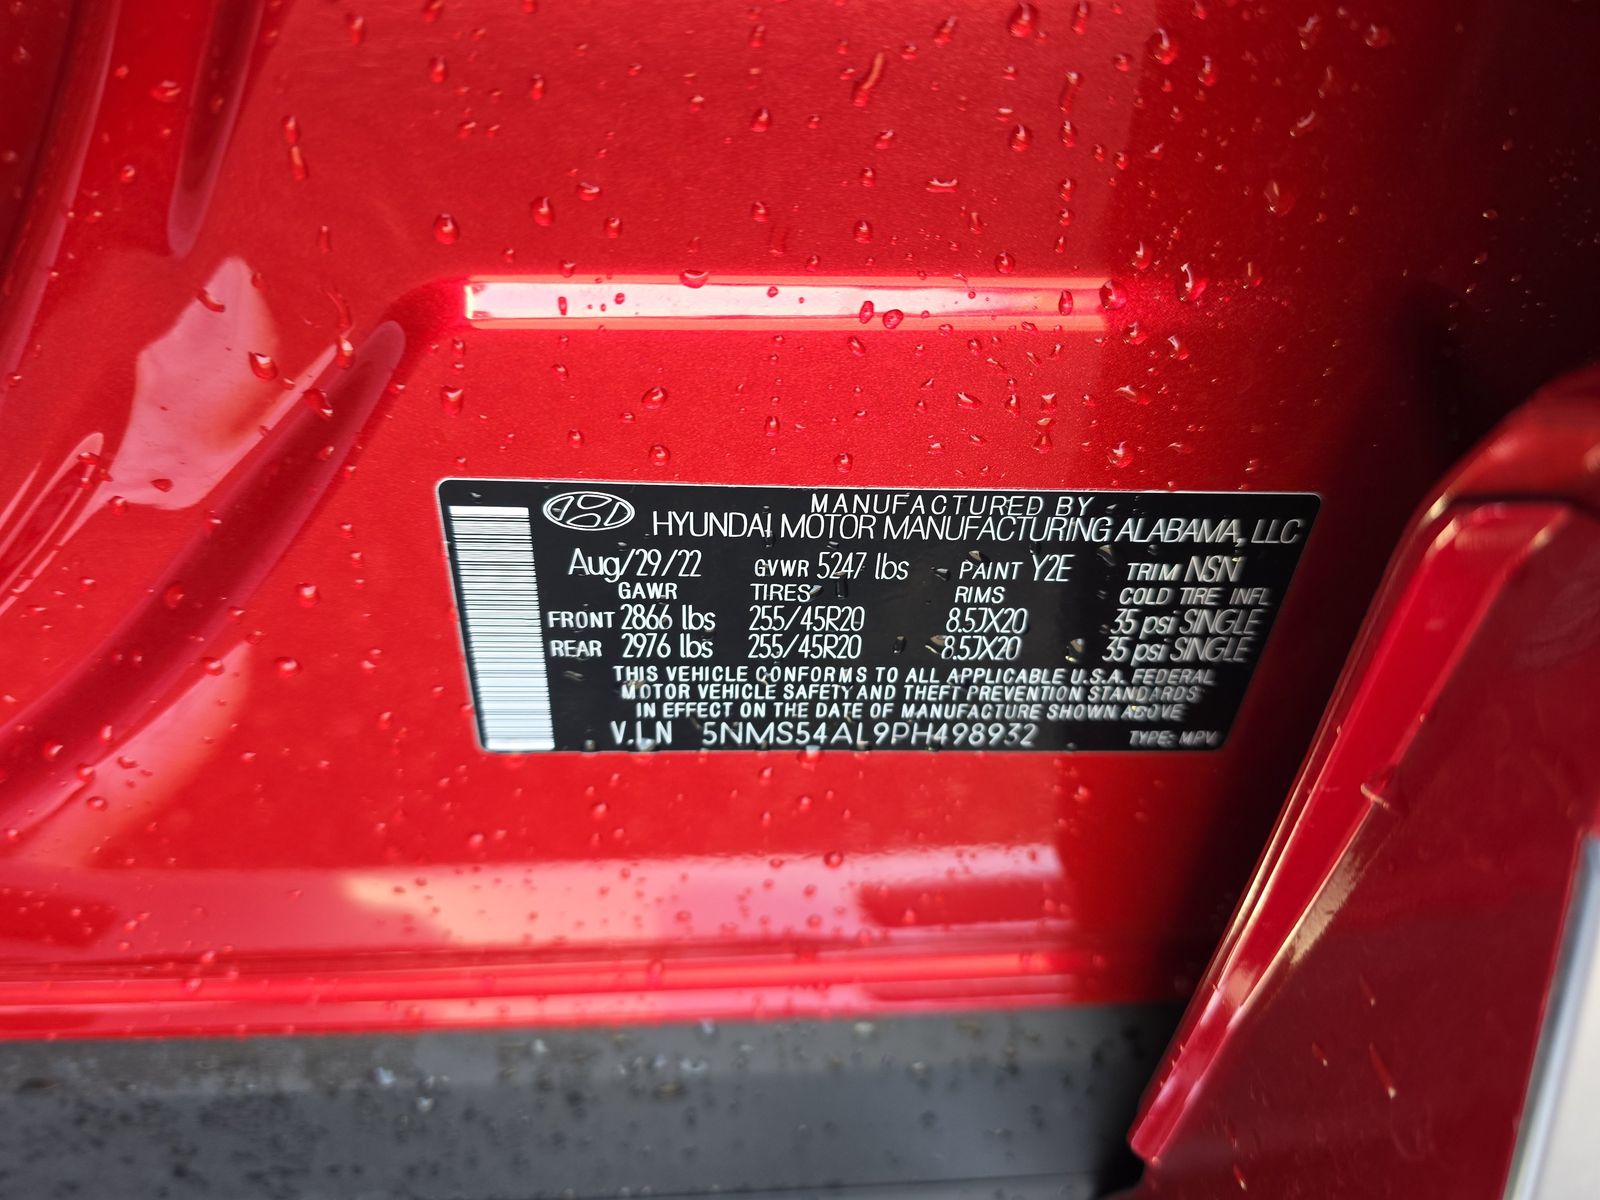 MANUFACTURED BY
HYUNDAI MOTOR MANUFACTURING ALABAMA, LLC
Aug/29/22 GVWR 5247 lbs PAINT Y2E TRIM NSN
GAWR TIRES RIMS COLD TIRE INFL
FRONT 2866 lbs 255/45R20 8.5JX20 35 psi SINGLE
REAR 2976 lbs 255/45R20 8.5JX20 35 psi SINGLE
THIS VEHICLE CONFORMS TO ALL APPLICABLE U.S.A. FEDERAL
MOTOR VEHICLE SAFETY AND THEFT PREVENTION STANDARDS
IN EFFECT ON THE DATE OF MANUFACTURE SHOWN ABOVE
V.I.N 5NMS54AL9PH498932 TYPE: MPV